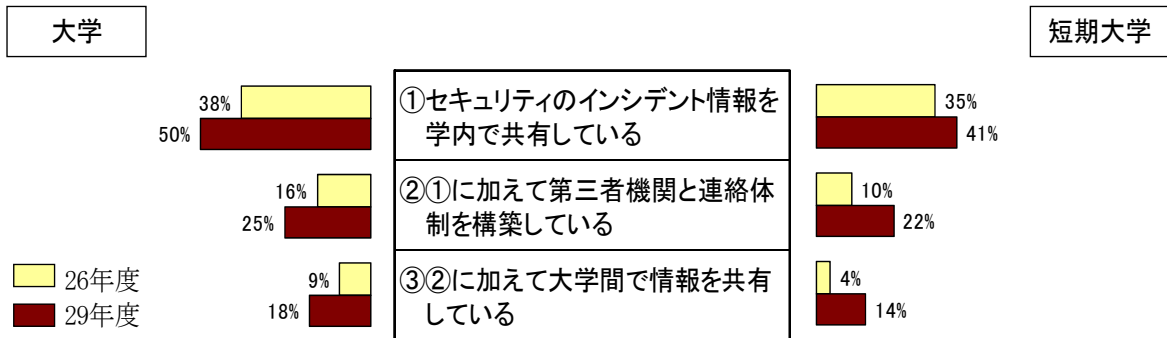 大学
短期大学
38%
50%
①セキュリティのインシデント情報を
学内で共有している
35%
41%
16%
25%
②①に加えて第三者機関と連絡体
制を構築している
10%
22%
9%
18%
③②に加えて大学間で情報を共有
している
4%
14%
26年度
29年度